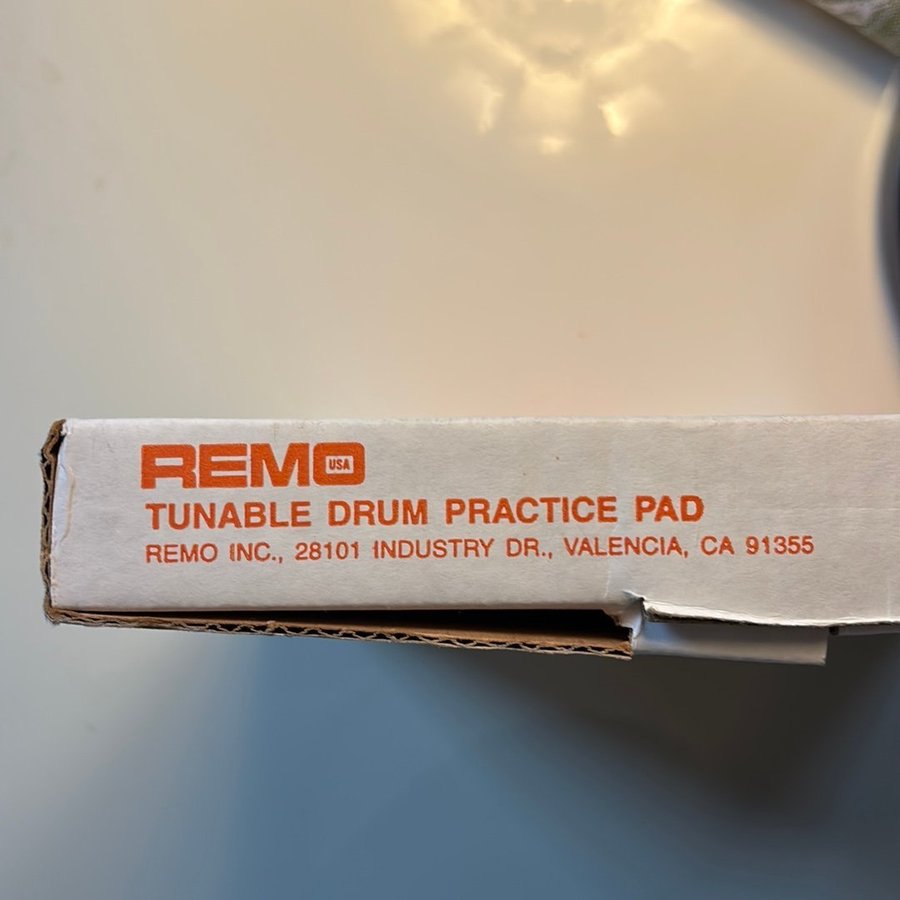 REMO USA
TUNABLE DRUM PRACTICE PAD
REMO INC., 28101 INDUSTRY DR., VALENCIA, CA 91355